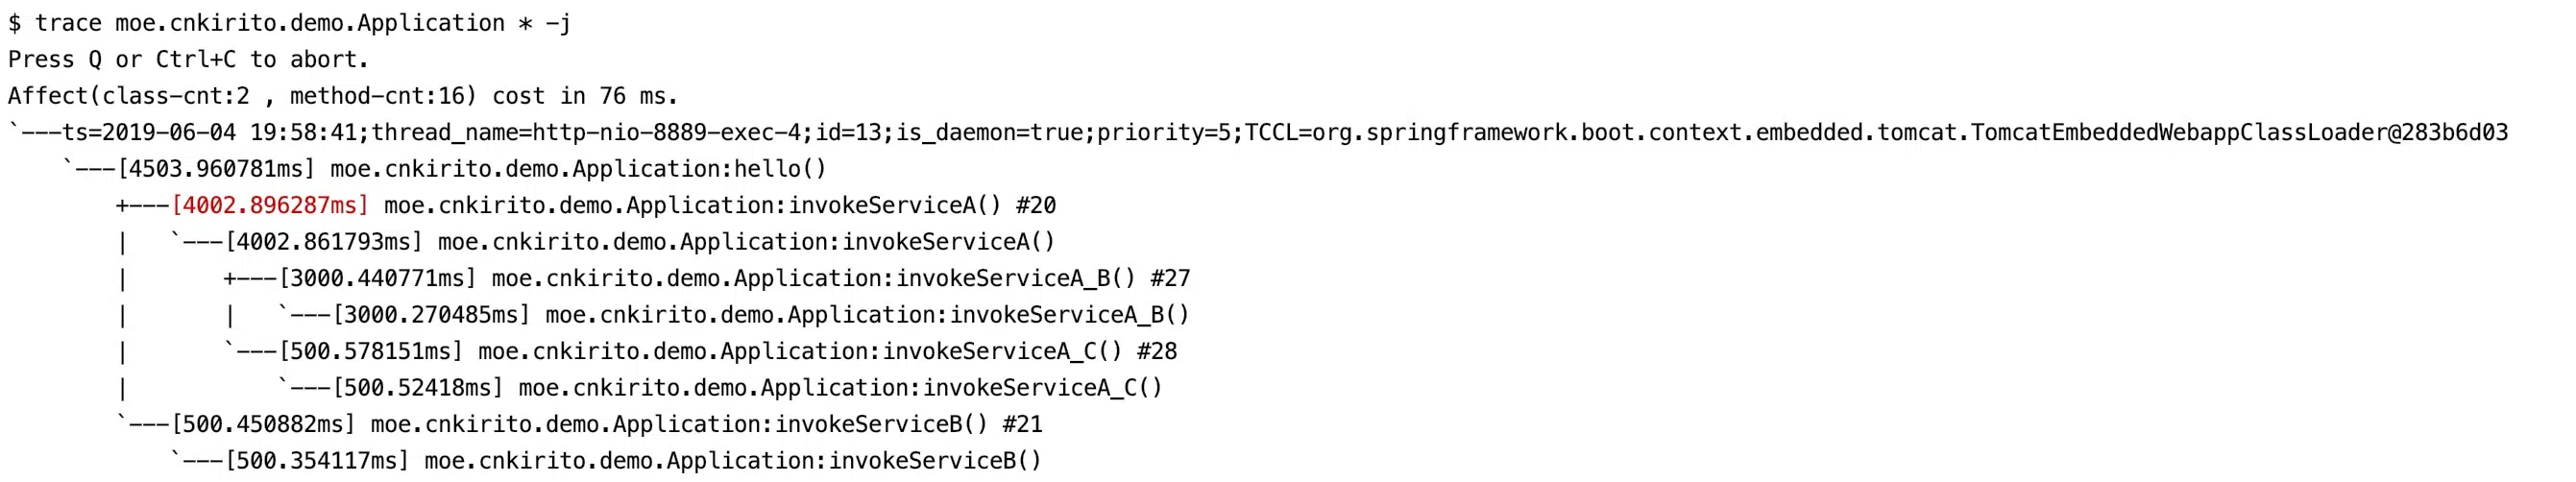 $ trace moe.cnkirito.demo.Application * -j
Press Q or Ctrl+C to abort.
Affect(class-cnt:2 , method-cnt:16) cost in 76 ms.
`---ts=2019-06-04 19:58:41;thread_name=http-nio-8889-exec-4;id=13;is_daemon=true;priority=5;TCCL=org.springframework.boot.context.embedded.tomcat.TomcatEmbeddedWebappClassLoader@283b6d03
    `---[4503.960781ms] moe.cnkirito.demo.Application:hello()
        +---[4002.896287ms] moe.cnkirito.demo.Application:invokeServiceA() #20
        |   `---[4002.861793ms] moe.cnkirito.demo.Application:invokeServiceA()
        |       +---[3000.440771ms] moe.cnkirito.demo.Application:invokeServiceA_B() #27
        |       |   `---[3000.270485ms] moe.cnkirito.demo.Application:invokeServiceA_B()
        |       `---[500.578151ms] moe.cnkirito.demo.Application:invokeServiceA_C() #28
        |           `---[500.52418ms] moe.cnkirito.demo.Application:invokeServiceA_C()
        `---[500.450882ms] moe.cnkirito.demo.Application:invokeServiceB() #21
            `---[500.354117ms] moe.cnkirito.demo.Application:invokeServiceB()